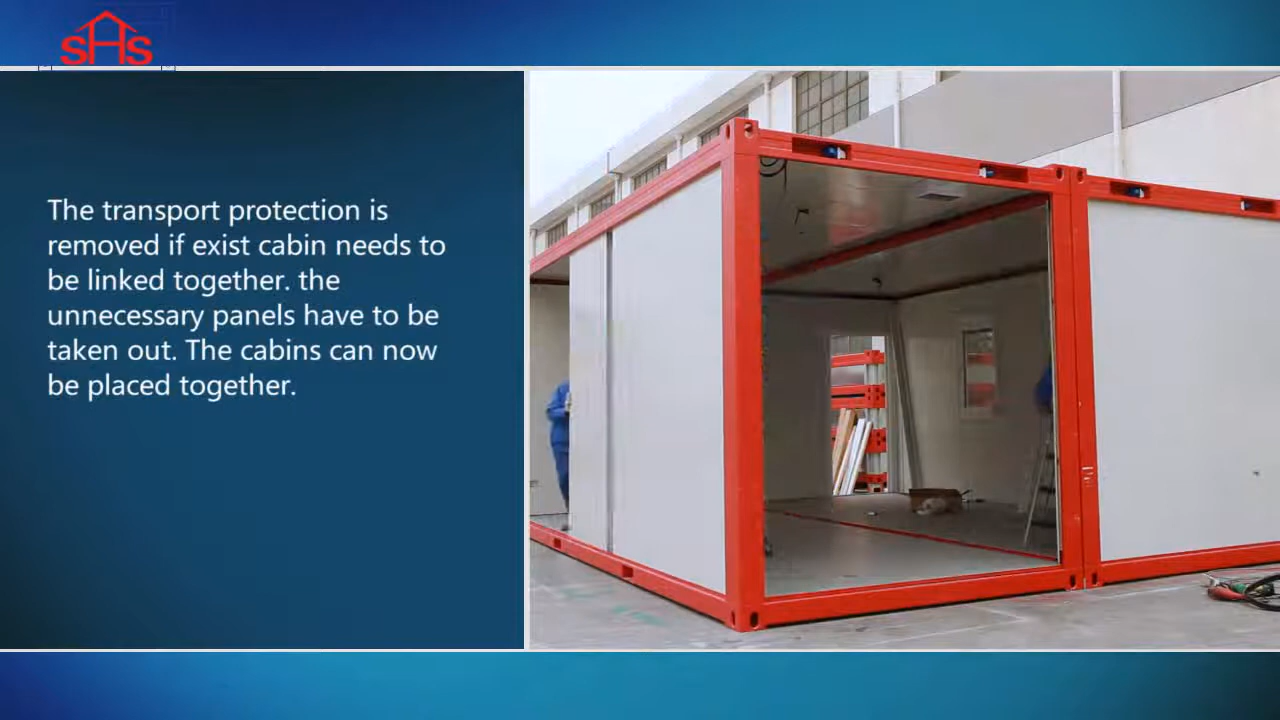 SHS
The transport protection is
removed if exist cabin needs to
be linked together. the
unnecessary panels have to be
taken out. The cabins can now
be placed together.